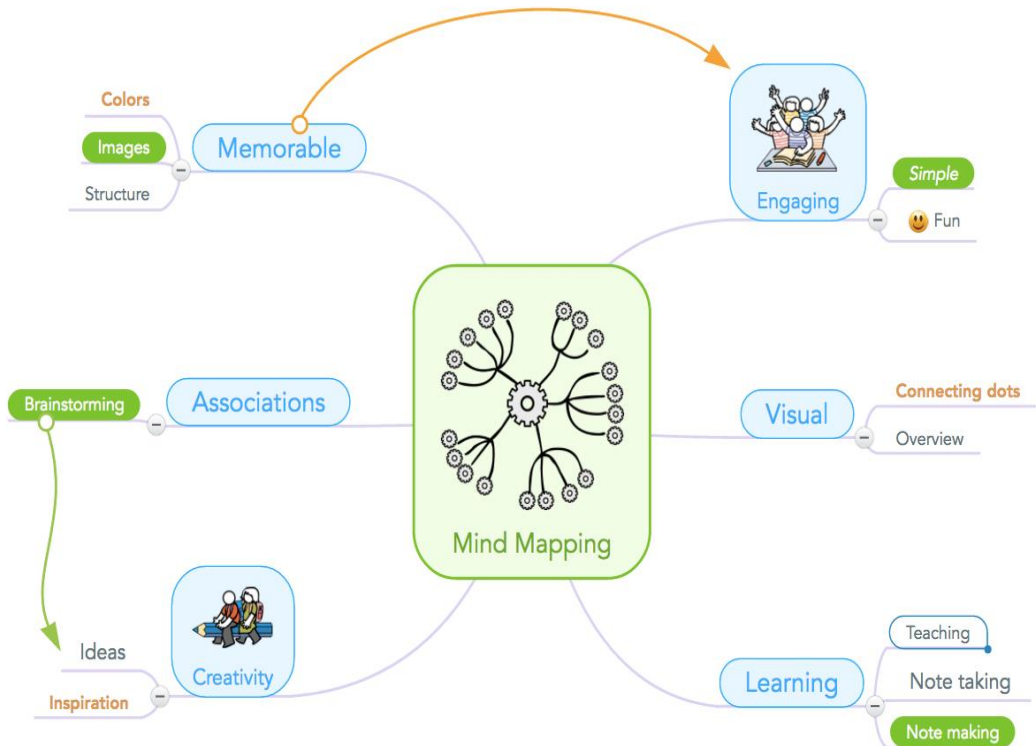 Colors
Images
Structure
Memorable
Engaging
Simple
Fun
Brainstorming
Associations
Mind Mapping
Visual
Connecting dots
Overview
Ideas
Inspiration
Creativity
Learning
Teaching
Note taking
Note making